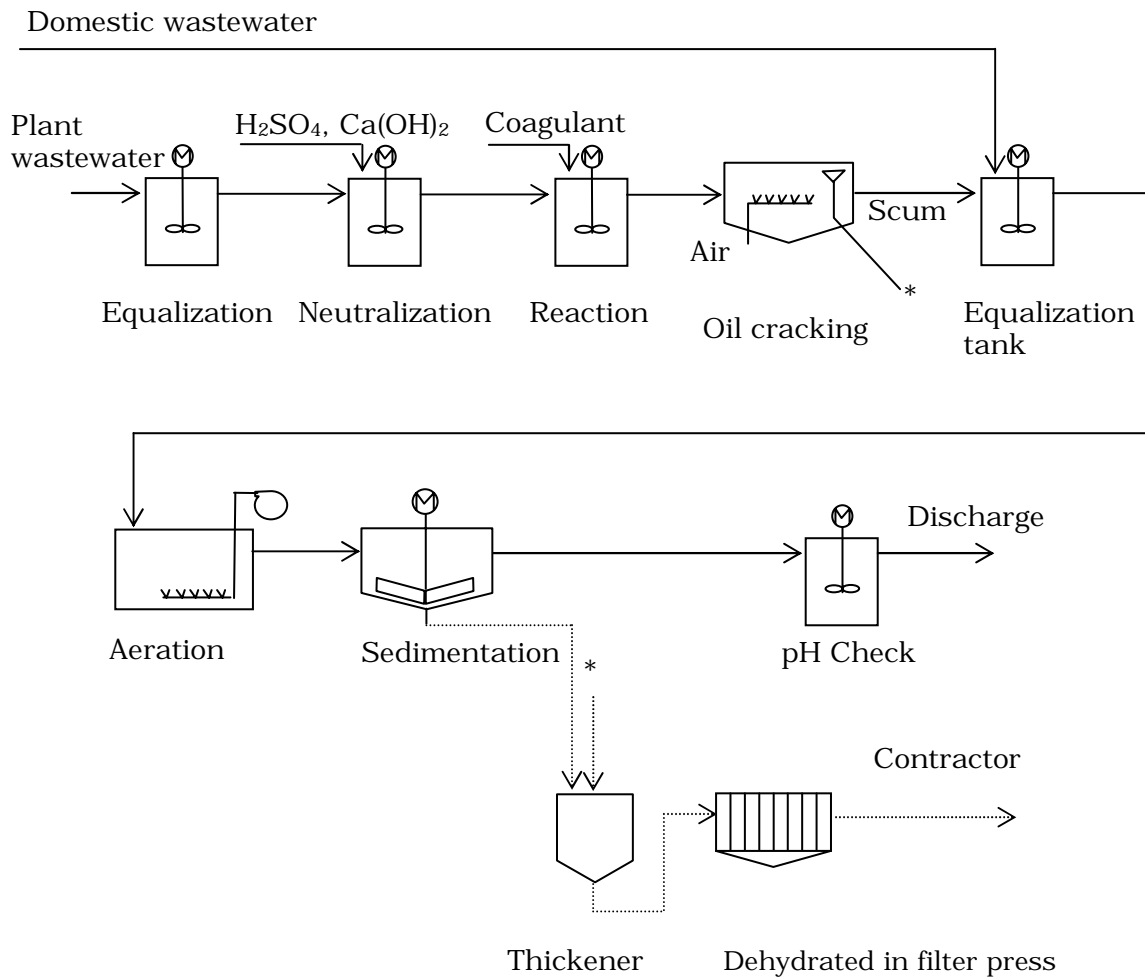 Domestic wastewater
Plant
wastewater
H₂SO₄, Ca(OH)₂
Coagulant
M
M
M
Scum
M
Air
*
Equalization
Neutralization
Reaction
Oil cracking
Equalization
tank
M
M
Discharge
Aeration
Sedimentation
pH Check
*
Contractor
Thickener
Dehydrated in filter press